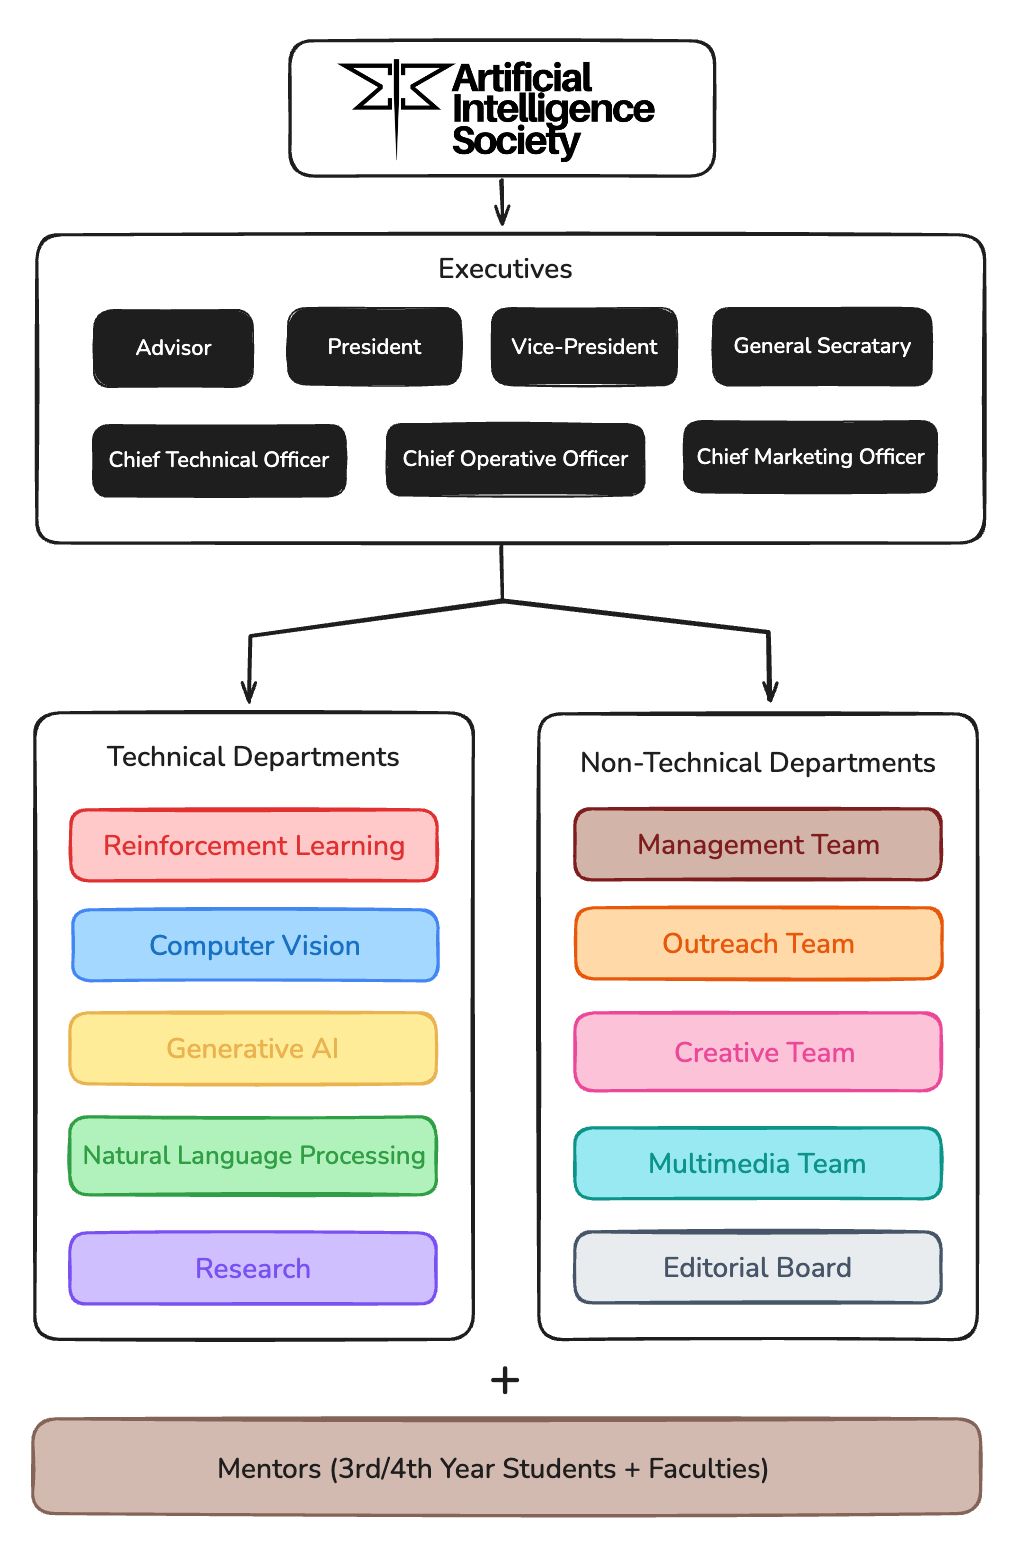 Artificial
Intelligence
Society
Executives
Advisor
President
Vice-President
General Secratary
Chief Technical Officer
Chief Operative Officer
Chief Marketing Officer
Technical Departments
Reinforcement Learning
Computer Vision
Generative AI
Natural Language Processing
Research
Non-Technical Departments
Management Team
Outreach Team
Creative Team
Multimedia Team
Editorial Board
+
Mentors (3rd/4th Year Students + Faculties)